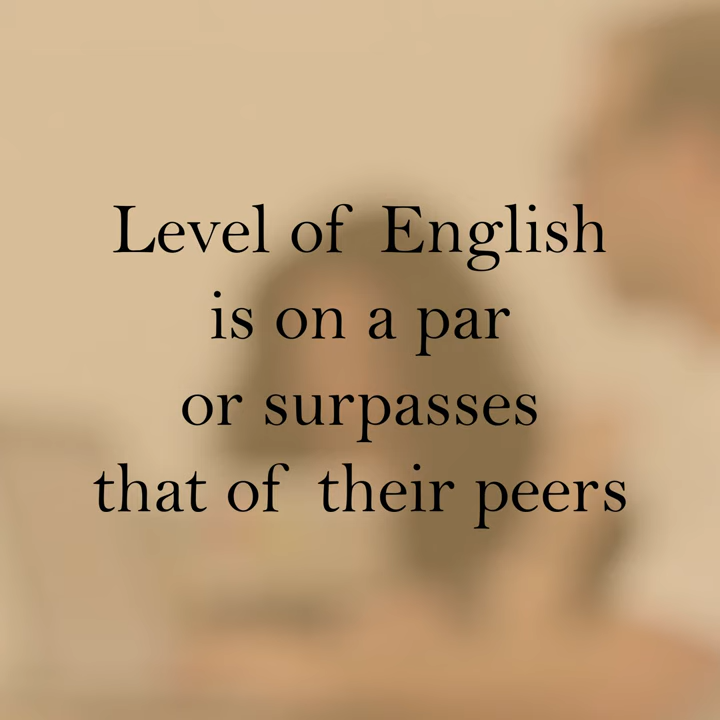 Level of English
is on a par
or surpasses
that of their peers